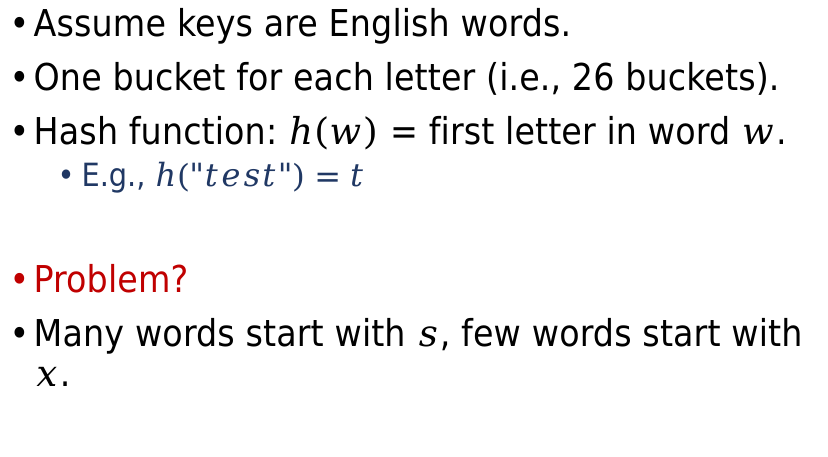 • Assume keys are English words.
• One bucket for each letter (i.e., 26 buckets).
• Hash function: h(w) = first letter in word w.
• E.g., h("test") = t
• Problem?
• Many words start with s, few words start with
x.